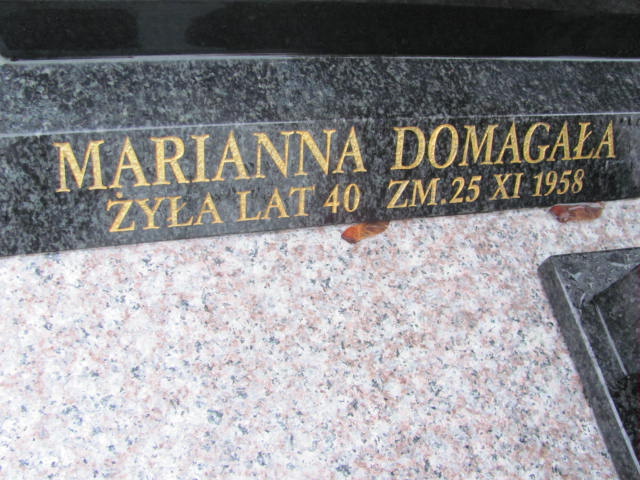 MARIANNA DOMAGAŁA
ŻYŁA LAT 40 ZM.25 XI 1958